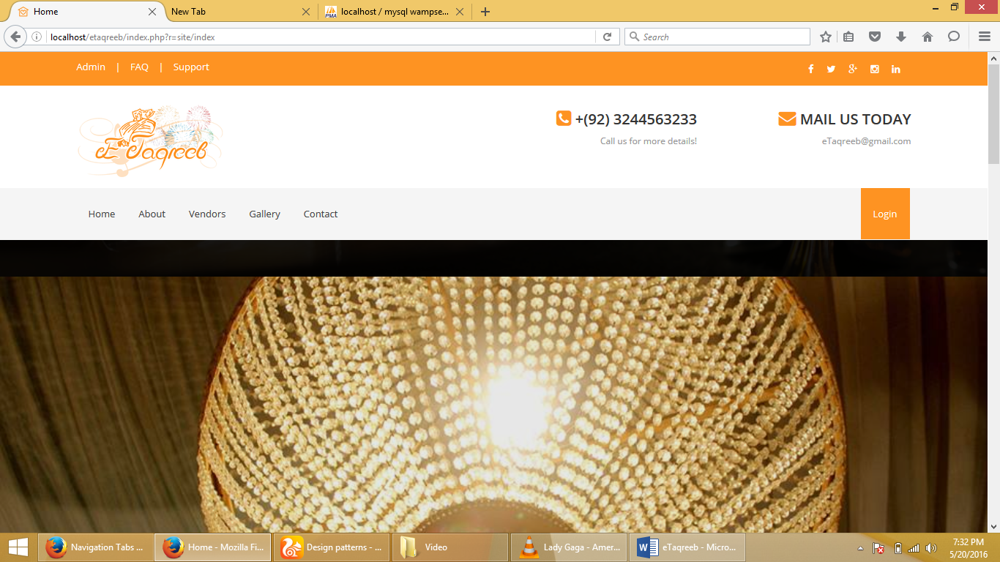 Home
New Tab
PMA localhost / mysql wampse...
localhost/etaqreeb/index.php?r=site/index
Search
Admin | FAQ | Support
E Taqreeb
+(92) 3244563233
Call us for more details!
MAIL US TODAY
eTaqreeb@gmail.com
Home About Vendors Gallery Contact
Login
Navigation Tabs ...
Home - Mozilla Fi...
Design patterns - ...
Video
Lady Gaga - Amer...
eTaqreeb - Micro...
7:32 PM
5/20/2016